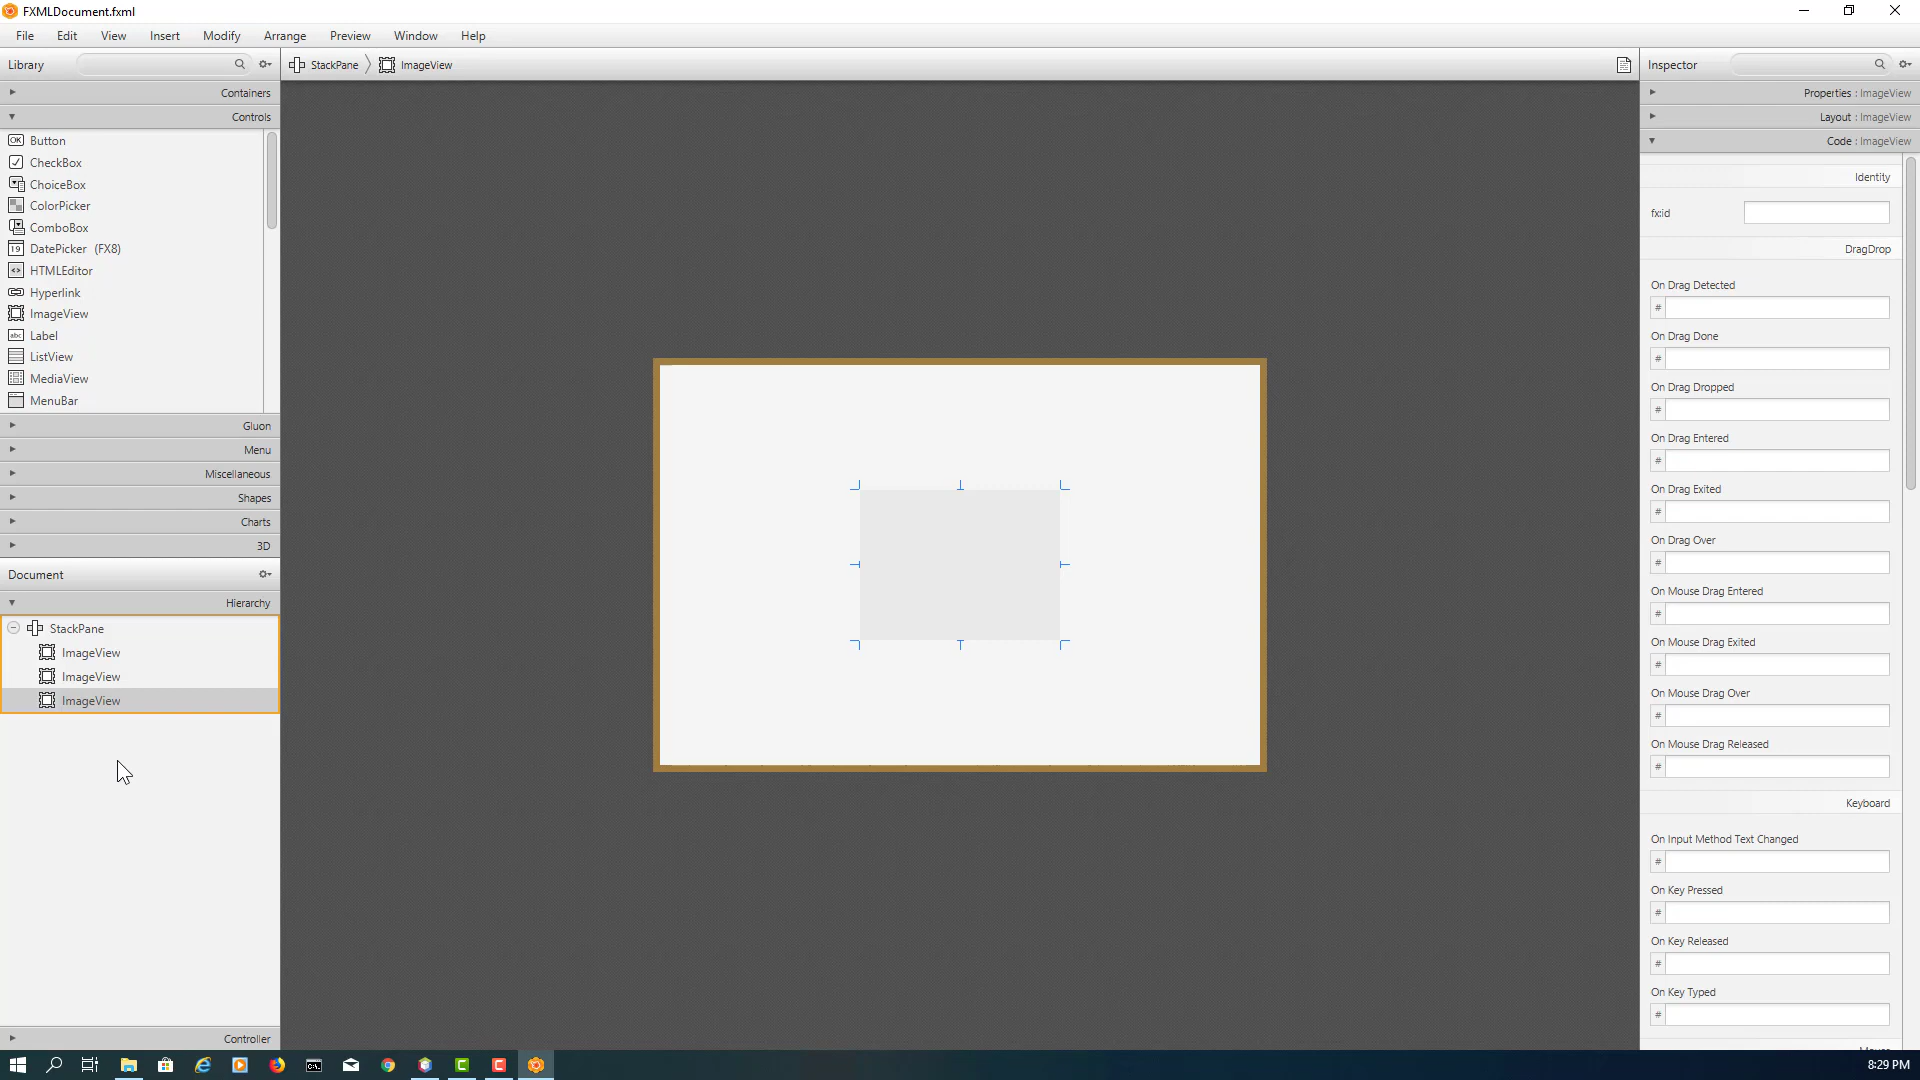 FXMLDocument.fxml
File Edit View Insert Modify Arrange Preview Window Help
Library
StackPane ImageView
Inspector
Containers
Controls
OK Button
CheckBox
ChoiceBox
ColorPicker
ComboBox
19 DatePicker (FX8)
HTMLEditor
Hyperlink
ImageView
abc Label
ListView
MediaView
MenuBar
Gluon
Menu
Miscellaneous
Shapes
Charts
3D
Document
Hierarchy
StackPane
ImageView
ImageView
ImageView
Controller
Properties : ImageView
Layout : ImageView
Code : ImageView
Identity
fx:id
DragDrop
On Drag Detected
#
On Drag Done
#
On Drag Dropped
#
On Drag Entered
#
On Drag Exited
#
On Drag Over
#
On Mouse Drag Entered
#
On Mouse Drag Exited
#
On Mouse Drag Over
#
On Mouse Drag Released
#
Keyboard
On Input Method Text Changed
#
On Key Pressed
#
On Key Released
#
On Key Typed
#
8:29 PM